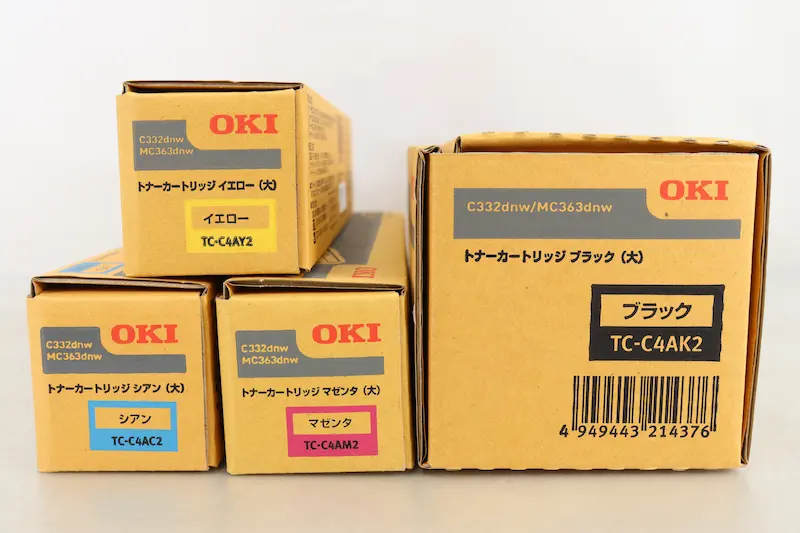 OKI
C332dnw
MC363dnw
トナーカートリッジ イエロー (大)
イエロー
TC-C4AY2
OKI
C332dnw
MC363dnw
トナーカートリッジ シアン (大)
シアン
TC-C4AC2
OKI
C332dnw
MC363dnw
トナーカートリッジ マゼンタ (大)
マゼンタ
TC-C4AM2
OKI
C332dnw/MC363dnw
トナーカートリッジ ブラック (大)
ブラック
TC-C4AK2
4 949443 214376